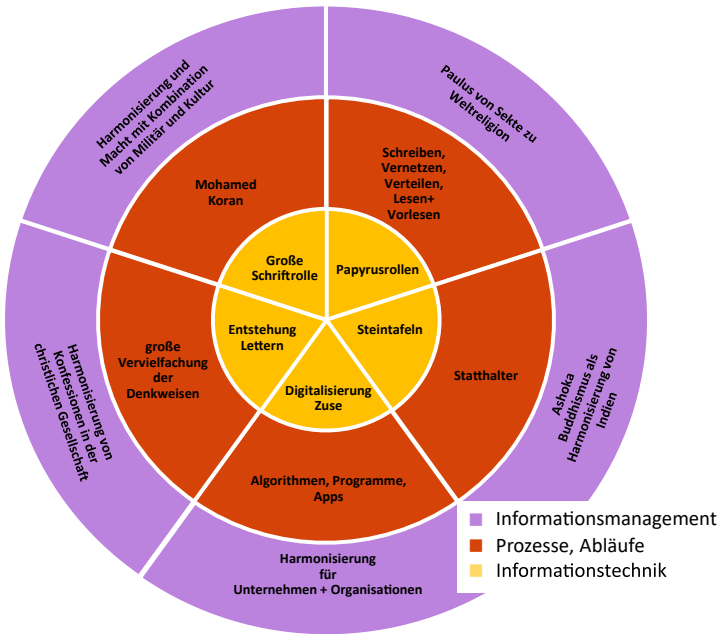 Harmonisierung und
Macht mit Kombination
von Militär und Kultur
Paulus von Sekte zu
Weltreligion
Mohamed
Koran
Schreiben,
Vernetzen,
Verteilen,
Lesen+
Vorlesen
Große
Schriftrolle
Papyrusrollen
Entstehung
Lettern
Steintafeln
Digitalisierung
Zuse
große
Vervielfachung
der
Denkweisen
Statthalter
Harmonisierung von
Konfessionen in der
christlichen Gesellschaft
Ashoka
Buddhismus als
Harmonisierung von
Indien
Algorithmen, Programme,
Apps
Harmonisierung
für
Unternehmen + Organisationen
Informationsmanagement
Prozesse, Abläufe
Informationstechnik